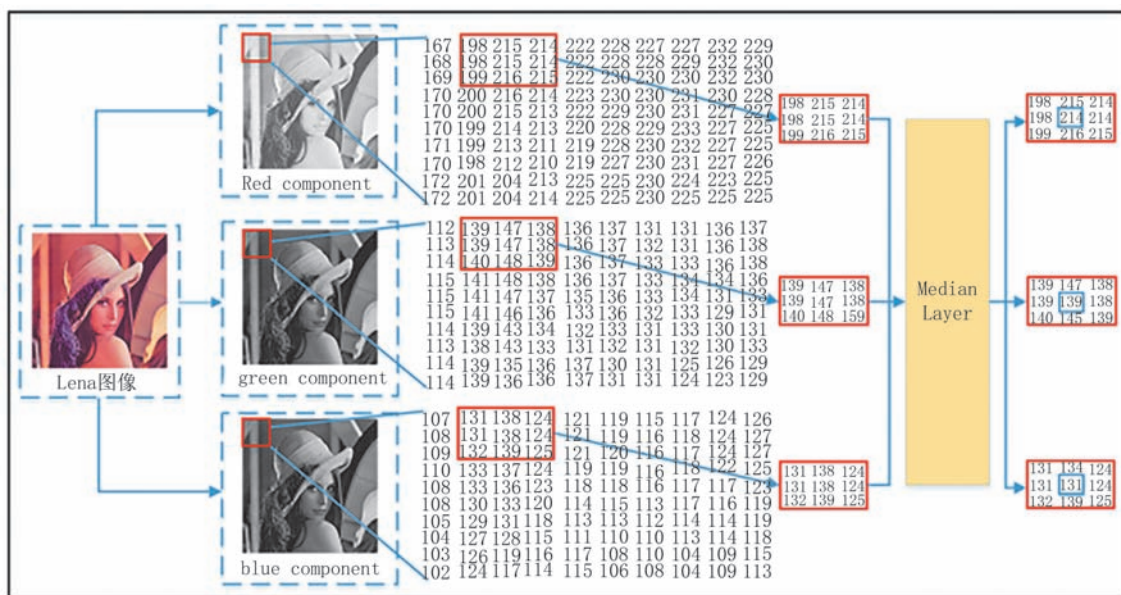 167 198 215 214 222 228 227 227 232 229
168 198 215 214 222 228 228 229 232 230
169 199 216 215 222 230 230 230 232 230
170 200 216 214 223 230 230 231 230 228
170 200 215 213 222 229 230 231 227 227
170 199 214 213 220 228 229 233 227 225
171 199 213 211 219 228 230 232 227 225
170 198 212 210 219 227 230 231 227 226
172 201 204 213 225 225 230 224 223 225
172 201 204 214 225 225 230 225 225 225
Red component
198 215 214
198 215 214
199 216 215
198 215 214
198 214 214
199 216 215
112 139 147 138 136 137 131 131 136 137
113 139 147 138 136 137 132 131 136 138
114 140 148 139 136 137 133 133 136 138
115 141 148 138 136 137 133 134 134 136
115 141 147 137 135 136 133 134 131 133
115 141 146 136 133 136 132 133 129 131
114 139 143 134 132 133 131 133 130 131
113 138 143 133 131 132 131 132 130 133
114 139 135 136 137 130 131 125 126 129
114 139 136 136 137 131 131 124 123 129
green component
Lena图像
139 147 138
139 147 138
140 148 159
Median
Layer
139 147 138
139 139 138
140 145 139
107 131 138 124 121 119 115 117 124 126
108 131 138 124 121 119 116 118 124 127
109 132 139 125 121 120 116 117 124 127
110 133 137 124 119 119 116 118 122 125
108 133 136 123 118 118 116 117 117 123
108 130 133 120 114 115 113 117 116 119
105 129 131 118 113 113 112 114 114 119
104 127 128 115 111 110 110 113 114 118
103 126 119 116 117 108 110 104 109 115
102 124 117 114 115 106 108 104 109 113
blue component
131 138 124
131 138 124
132 139 125
131 134 124
131 131 124
132 139 125